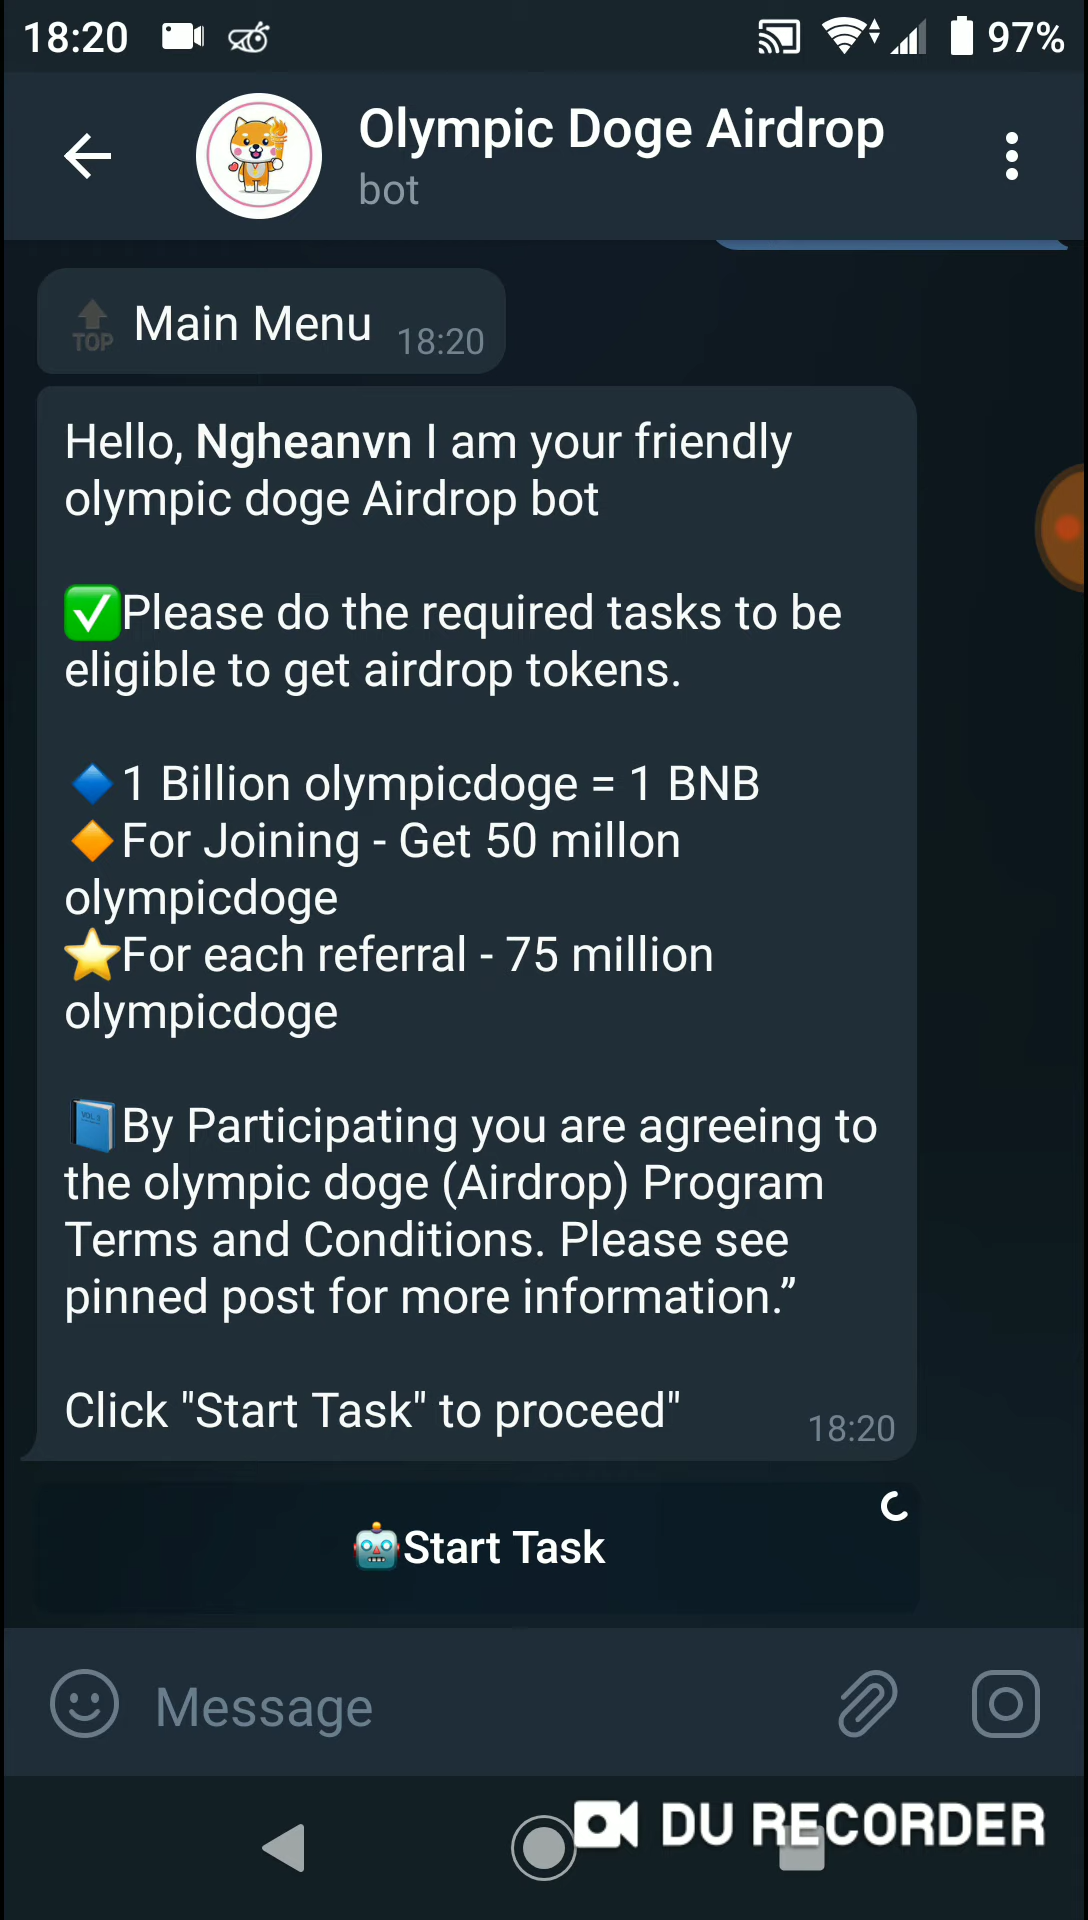 18:20 97%
Olympic Doge Airdrop
bot
TOP Main Menu 18:20
Hello, Ngheanvn I am your friendly
olympic doge Airdrop bot
Please do the required tasks to be
eligible to get airdrop tokens.
1 Billion olympicdoge = 1 BNB
For Joining - Get 50 millon
olympicdoge
For each referral - 75 million
olympicdoge
By Participating you are agreeing to
the olympic doge (Airdrop) Program
Terms and Conditions. Please see
pinned post for more information.”
Click "Start Task" to proceed"
18:20
Start Task
Message
DU RECORDER